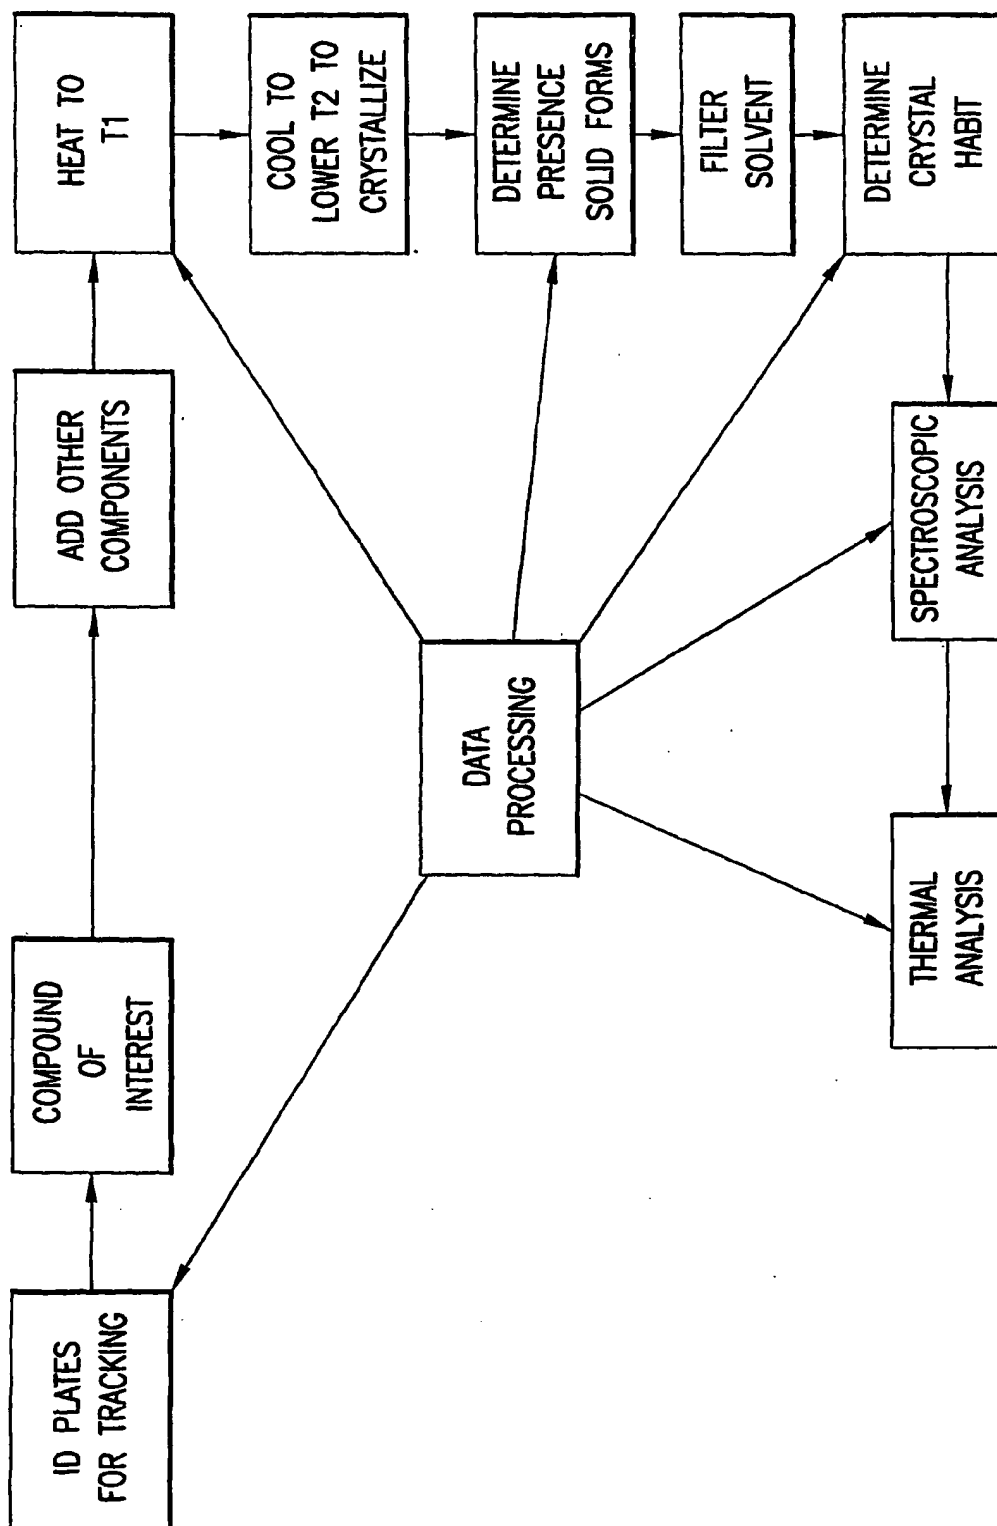 ID PLATES
FOR TRACKING
COMPOUND
OF
INTEREST
ADD OTHER
COMPONENTS
HEAT TO
T1
COOL TO
LOWER T2 TO
CRYSTALLIZE
DETERMINE
PRESENCE
SOLID FORMS
FILTER
SOLVENT
DETERMINE
CRYSTAL
HABIT
SPECTROSCOPIC
ANALYSIS
THERMAL
ANALYSIS
DATA
PROCESSING